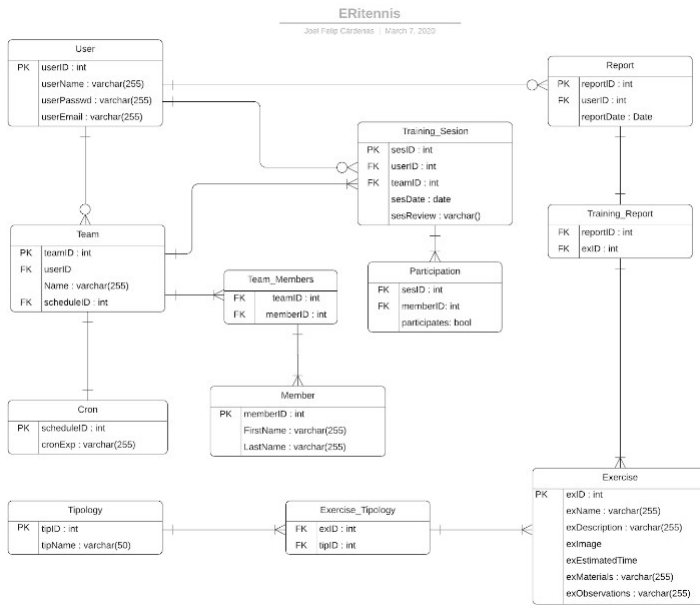 ERitennis
Joel Felip Cárdenas | March 7, 2020
User
PK userID : int
userName : varchar(255)
userPasswd : varchar(255)
userEmail : varchar(255)
Report
PK reportID : int
FK userID : int
reportDate : Date
Training_Sesion
PK sesID : int
FK userID : int
FK teamID : int
sesDate : date
sesReview : varchar()
Training_Report
FK reportID : int
FK exID : int
Team
PK teamID : int
FK userID
Name : varchar(255)
FK scheduleID : int
Team_Members
FK teamID : int
FK memberID : int
Participation
FK sesID : int
FK memberID: int
participates: bool
Member
PK memberID : int
FirstName : varchar(255)
LastName : varchar(255)
Cron
PK scheduleID : int
cronExp : varchar(255)
Tipology
PK tipID : int
tipName : varchar(50)
Exercise_Tipology
FK exID : int
FK tipID : int
Exercise
PK exID : int
exName : varchar(255)
exDescription : varchar(255)
exImage
exEstimatedTime
exMaterials : varchar(255)
exObservations : varchar(255)